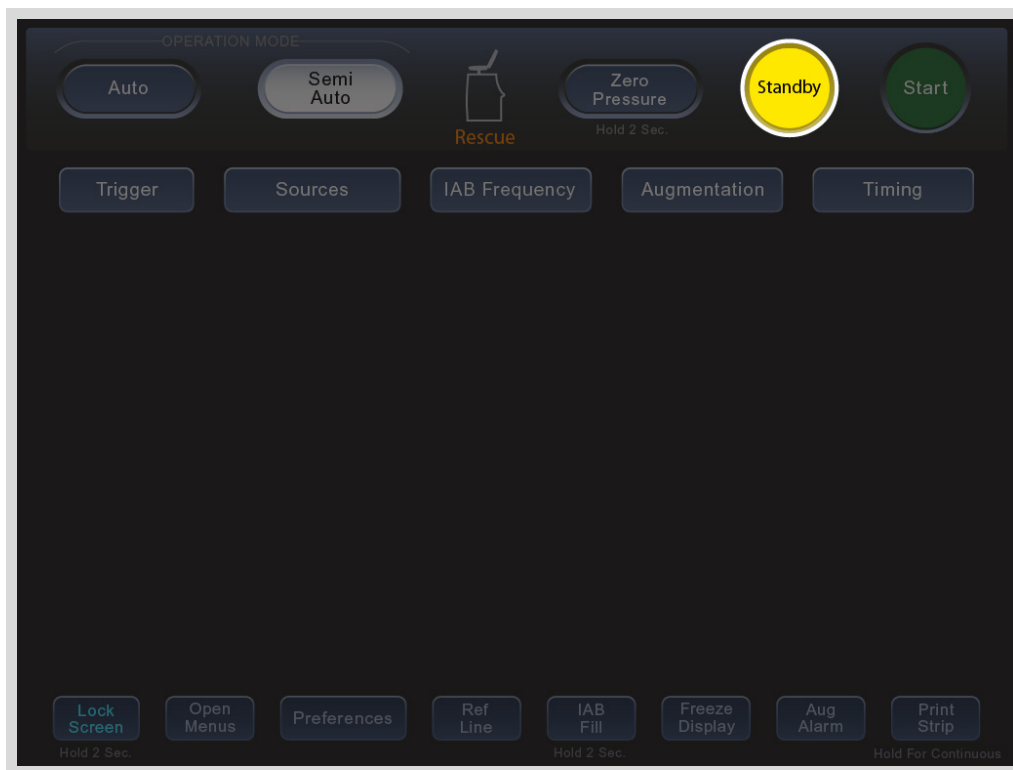 OPERATION MODE
Auto
Semi
Auto
Rescue
Zero
Pressure
Hold 2 Sec.
Standby
Start
Trigger
Sources
IAB Frequency
Augmentation
Timing
Lock
Screen
Hold 2 Sec.
Open
Menus
Preferences
Ref
Line
IAB
Fill
Hold 2 Sec.
Freeze
Display
Aug
Alarm
Print
Strip
Hold For Continuous